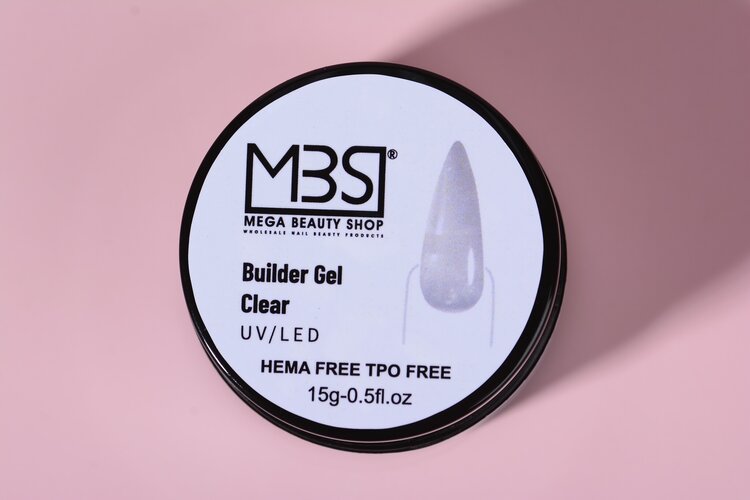 MBS®
MEGA BEAUTY SHOP
WHOLESALE NAIL BEAUTY PRODUCTS
Builder Gel
Clear
UV/LED
HEMA FREE TPO FREE
15g-0.5fl.oz